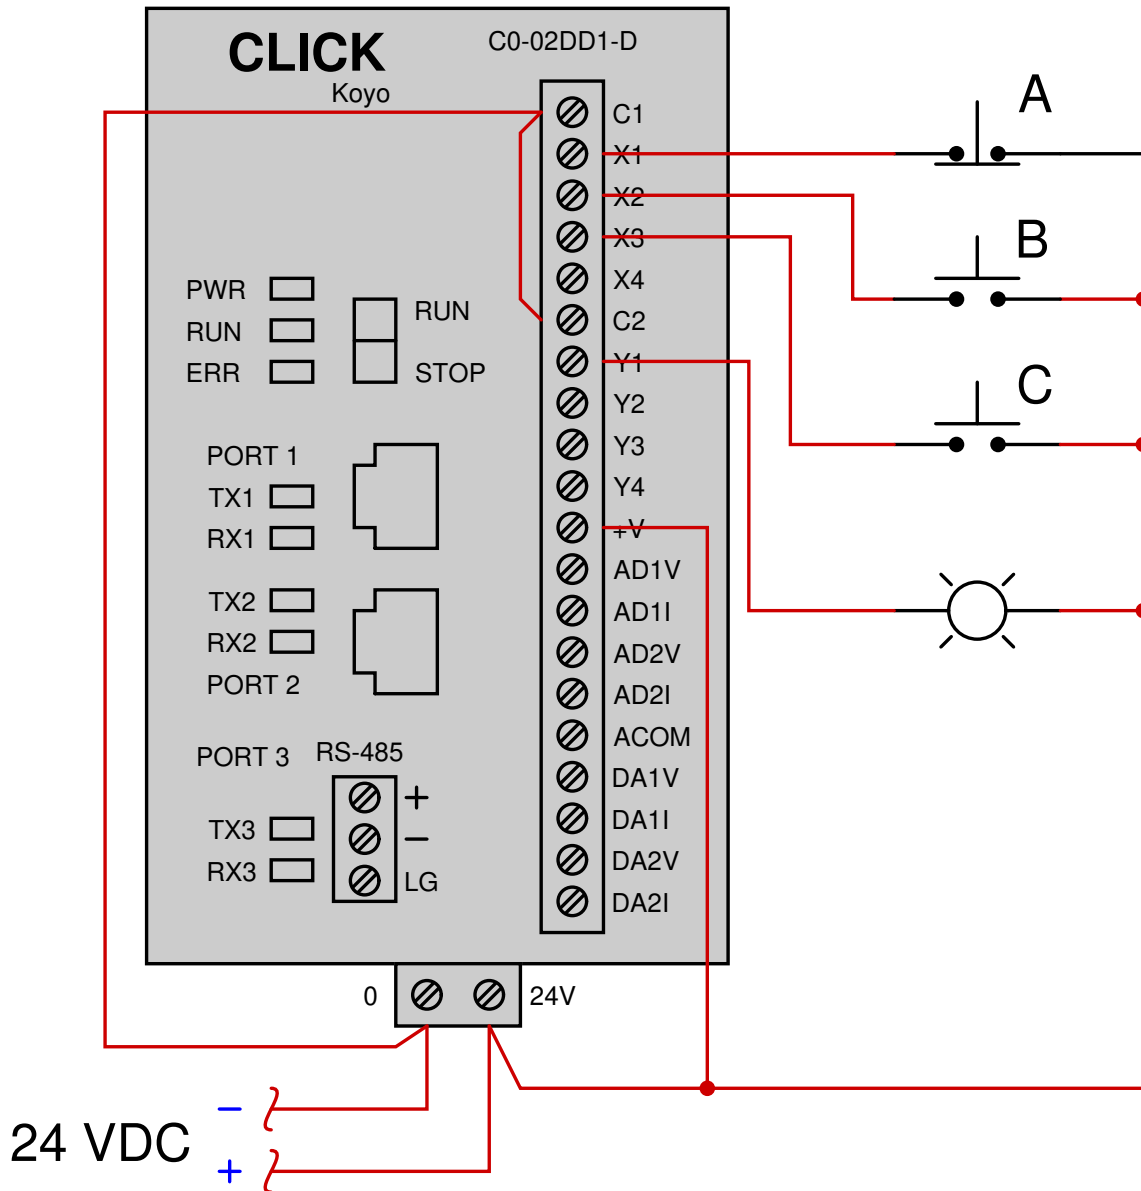 CLICK
Koyo
C0-02DD1-D
C1
X1
X2
X3
X4
C2
Y1
Y2
Y3
Y4
+V
AD1V
AD1I
AD2V
AD2I
ACOM
DA1V
DA1I
DA2V
DA2I
PWR
RUN
ERR
RUN
STOP
PORT 1
TX1
RX1
TX2
RX2
PORT 2
PORT 3
RS-485
+
−
LG
TX3
RX3
0
24V
24 VDC
−
+
A
B
C